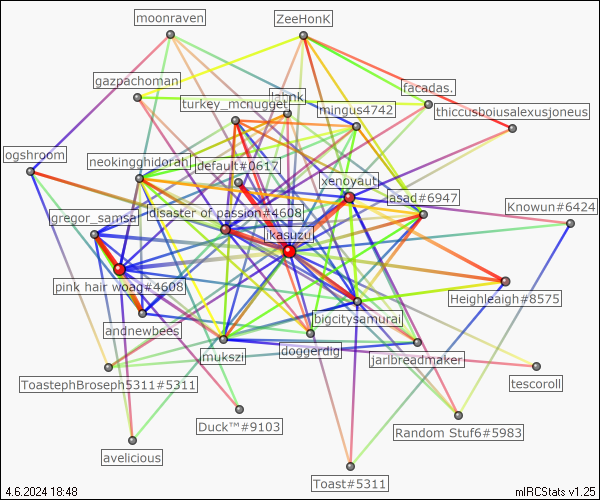 moonraven
ZeeHonK
gazpachoman
facadas.
turkey_mcnugget
lahnk
mingus4742
thiccusboiusalexusjoneus
ogshroom
neokingghidorah
default#0617
xenoyaut
asad#6947
Knowun#6424
gregor_samsa
disaster of passion#4608
ikasuzu
pink hair woag#4608
Heighleaigh#8575
andnewbees
bigcitysamurai
mukszi
doggerdig
jarlbreadmaker
ToastephBroseph5311#5311
tescoroll
Duck™#9103
Random Stuf6#5983
avelicious
Toast#5311
4.6.2024 18:48
mIRCStats v1.25